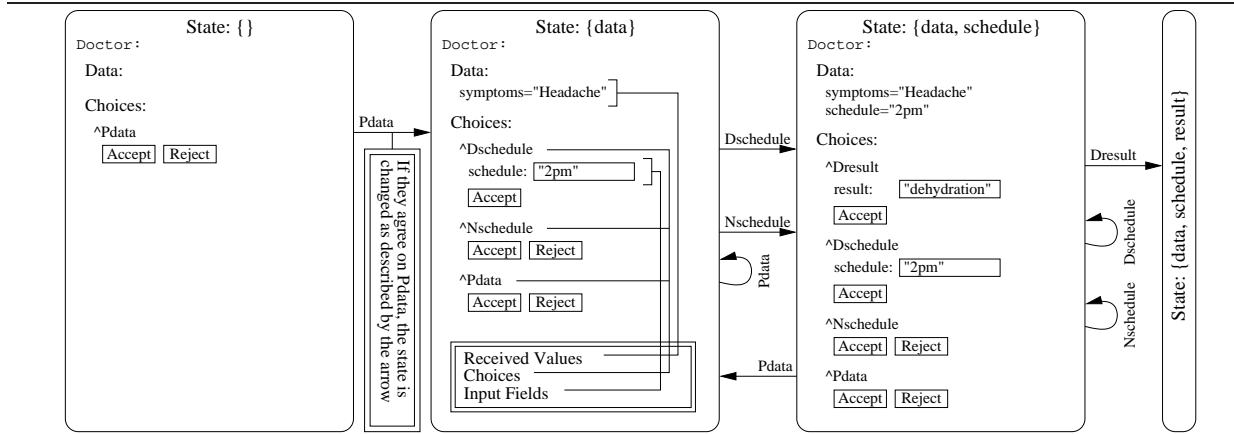 State: {}
Doctor:
Data:
Choices:
^Pdata
Accept Reject
Pdata
If they agree on Pdata, the state is
changed as described by the arrow
State: {data}
Doctor:
Data:
symptoms="Headache"
Choices:
^Dschedule
schedule: "2pm"
Accept
^Nschedule
Accept Reject
^Pdata
Accept Reject
Received Values
Choices
Input Fields
Dschedule
Nschedule
Pdata
Pdata
State: {data, schedule}
Doctor:
Data:
symptoms="Headache"
schedule="2pm"
Choices:
^Dresult
result: "dehydration"
Accept
^Dschedule
schedule: "2pm"
Accept
^Nschedule
Accept Reject
^Pdata
Accept Reject
Dresult
Dschedule
Nschedule
State: {data, schedule, result}